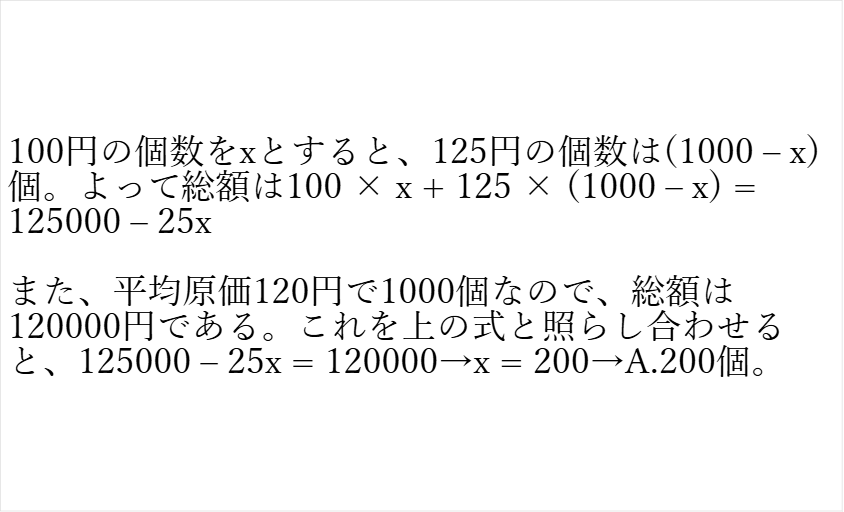 100円の個数をxとすると、125円の個数は(1000 – x)
個。よって総額は100 × x + 125 × (1000 – x) =
125000 – 25x
また、平均原価120円で1000個なので、総額は
120000円である。これを上の式と照らし合わせる
と、125000 – 25x = 120000→x = 200→A.200個。